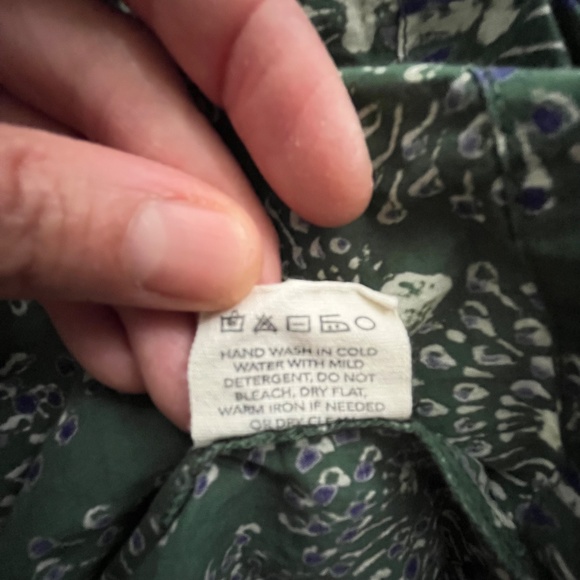 HAND WASH IN COLD
WATER WITH MILD
DETERGENT, DO NOT
BLEACH, DRY FLAT,
WARM IRON IF NEEDED
OR DRY CLEAN